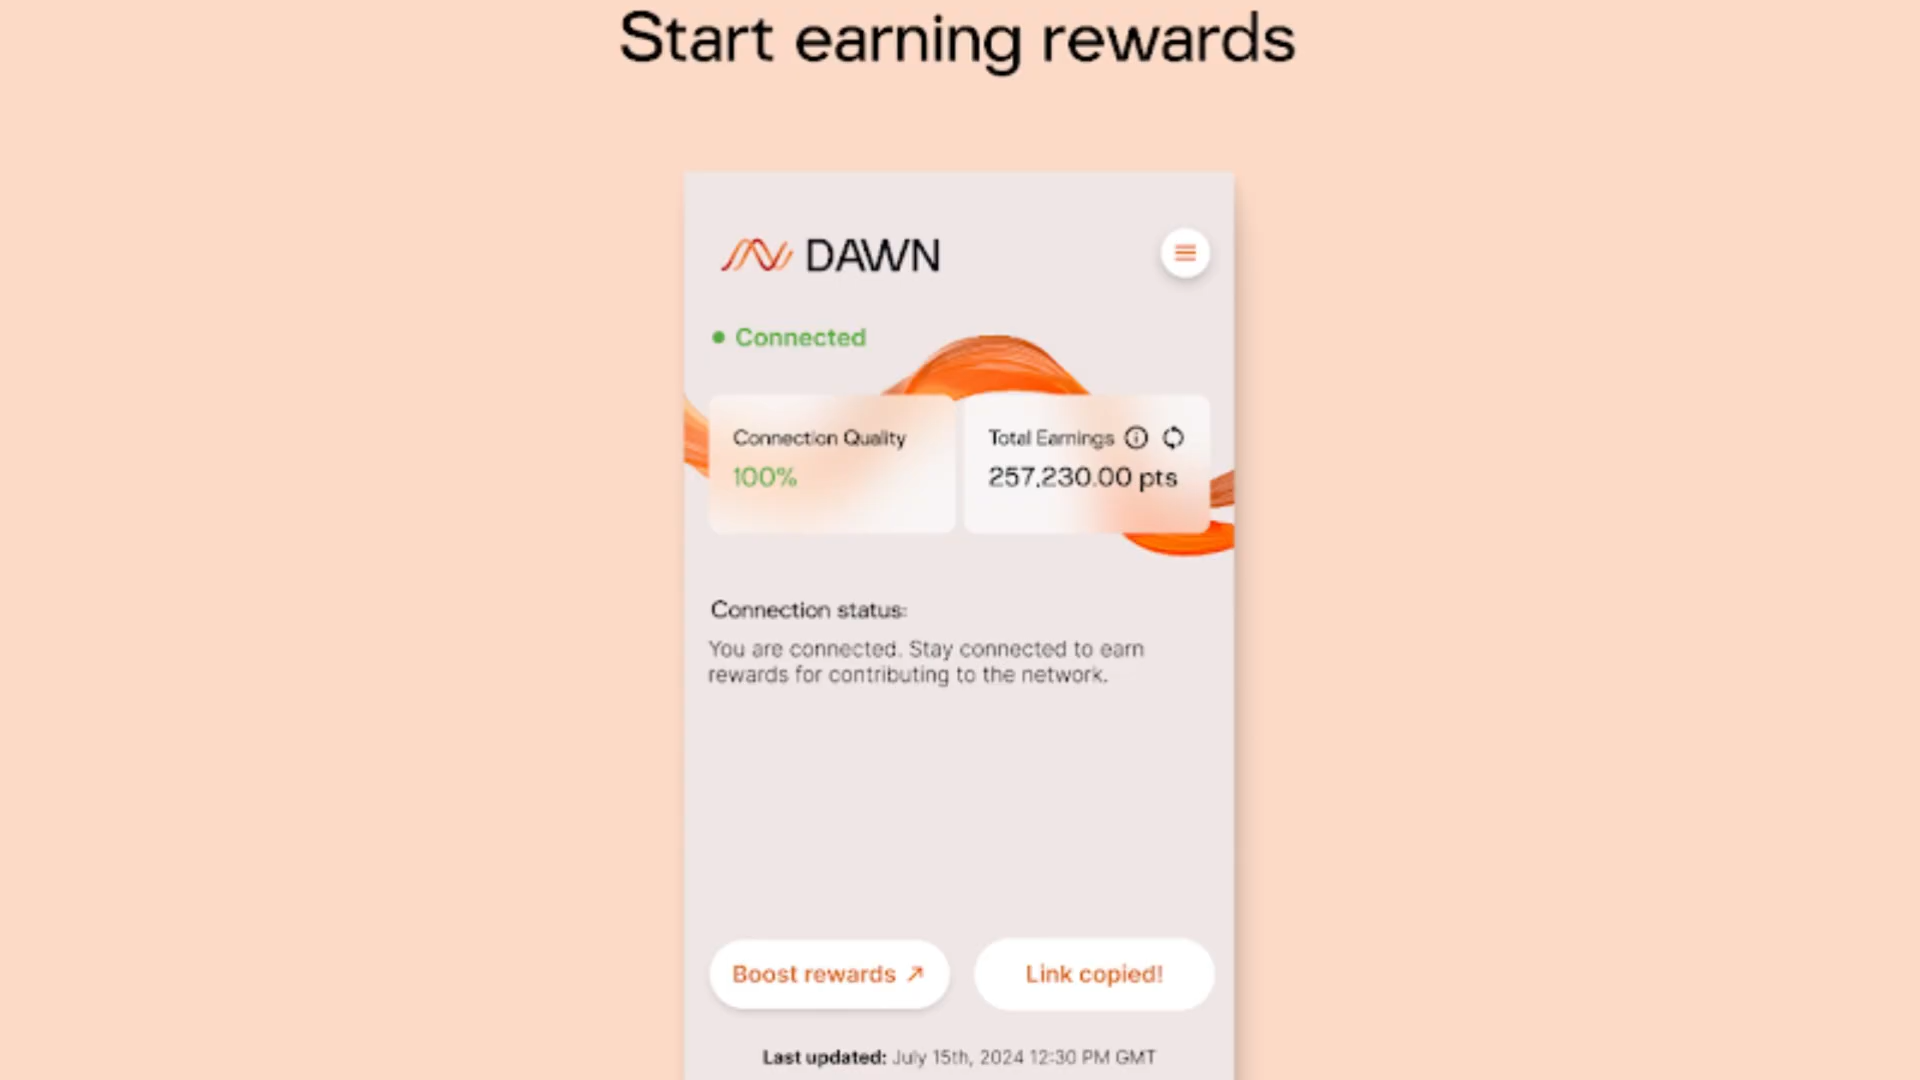 Start earning rewards
DAWN
Connected
Connection Quality
100%
Total Earnings
257,230.00 pts
Connection status:
You are connected. Stay connected to earn
rewards for contributing to the network.
Boost rewards
Link copied!
Last updated: July 15th, 2024 12:30 PM GMT